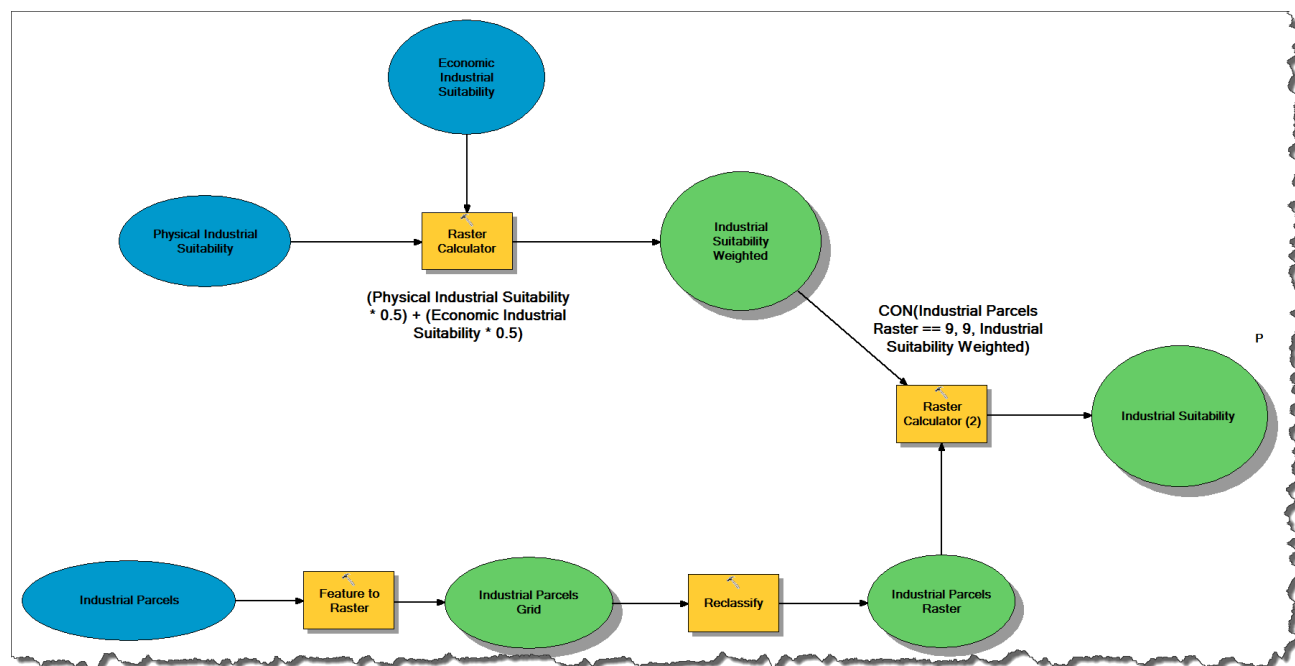 Economic
Industrial
Suitability
Physical Industrial
Suitability
Raster
Calculator
Industrial
Suitability
Weighted
(Physical Industrial Suitability
* 0.5) + (Economic Industrial
Suitability * 0.5)
CON(Industrial Parcels
Raster == 9, 9, Industrial
Suitability Weighted)
P
Raster
Calculator (2)
Industrial Suitability
Industrial Parcels
Feature to
Raster
Industrial Parcels
Grid
Reclassify
Industrial Parcels
Raster